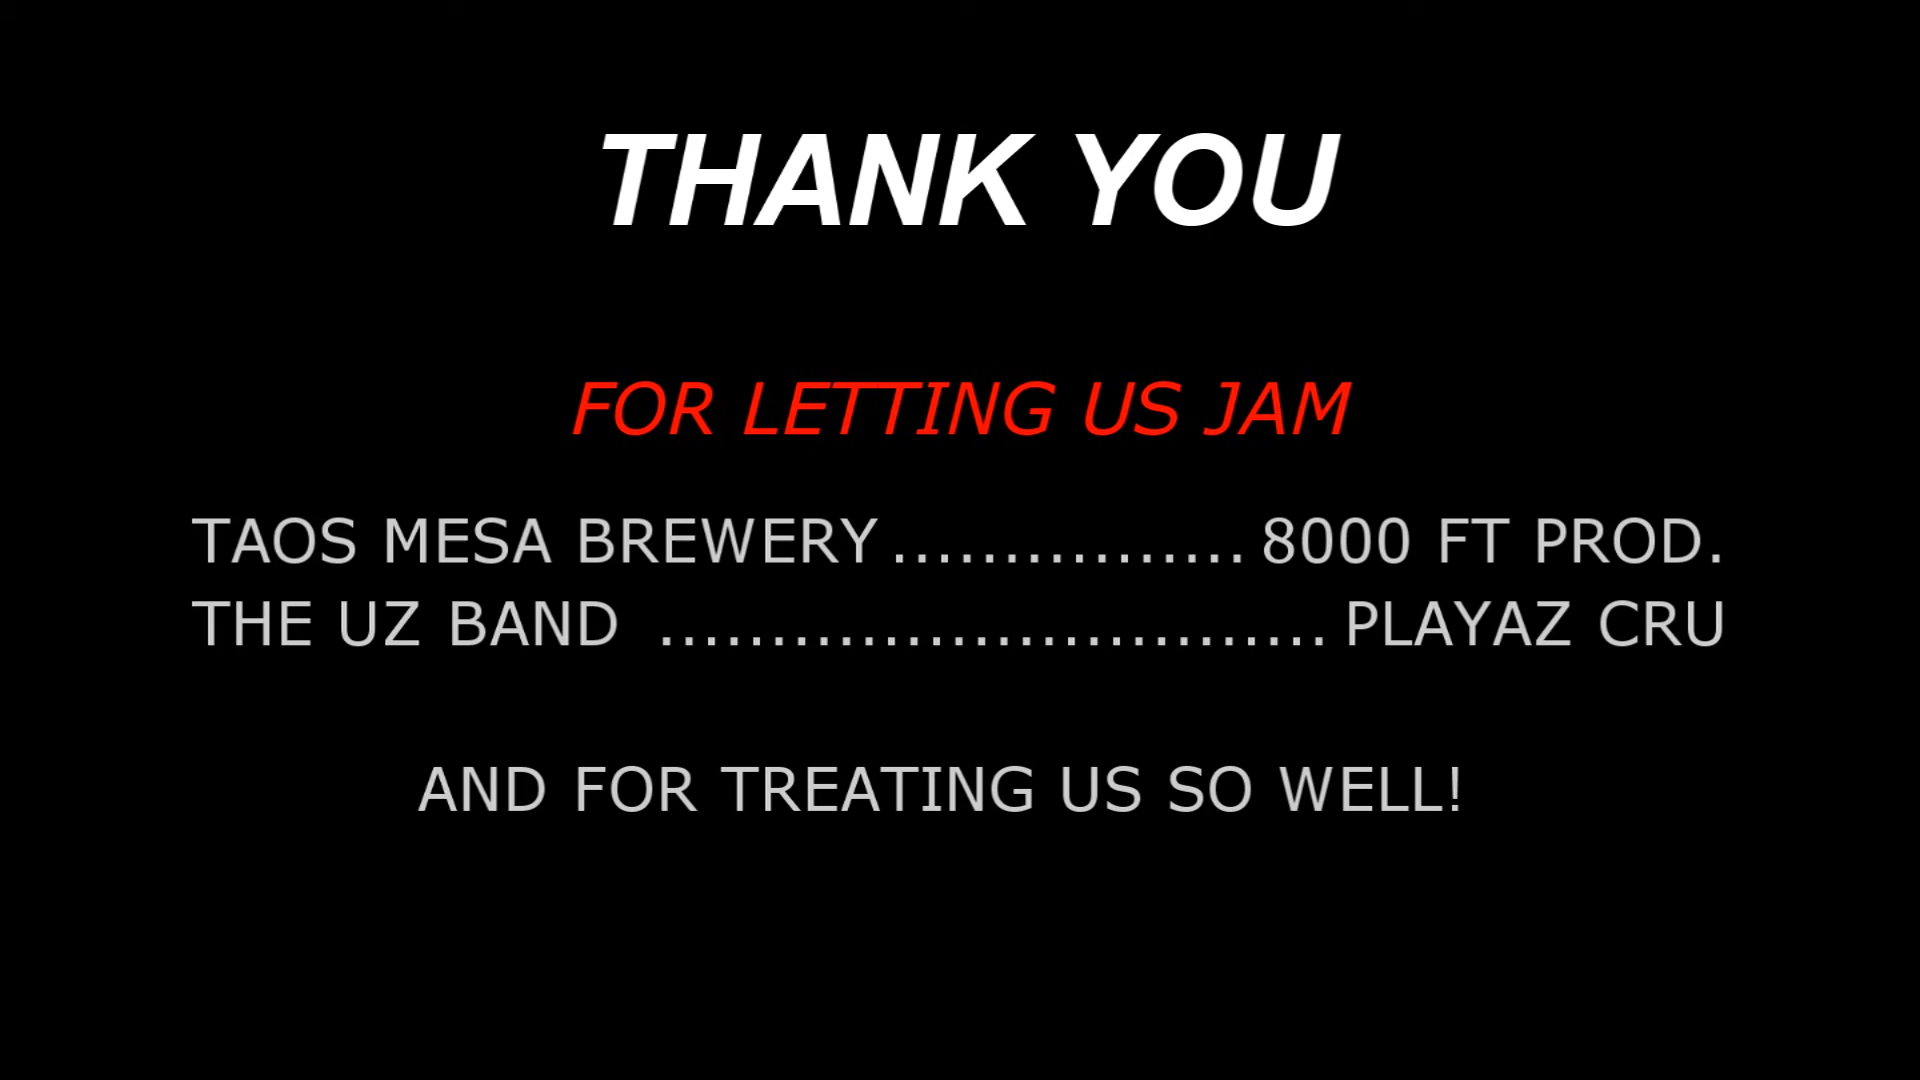 THANK YOU
FOR LETTING US JAM
TAOS MESA BREWERY................8000 FT PROD.
THE UZ BAND ..............................PLAYAZ CRU
AND FOR TREATING US SO WELL!